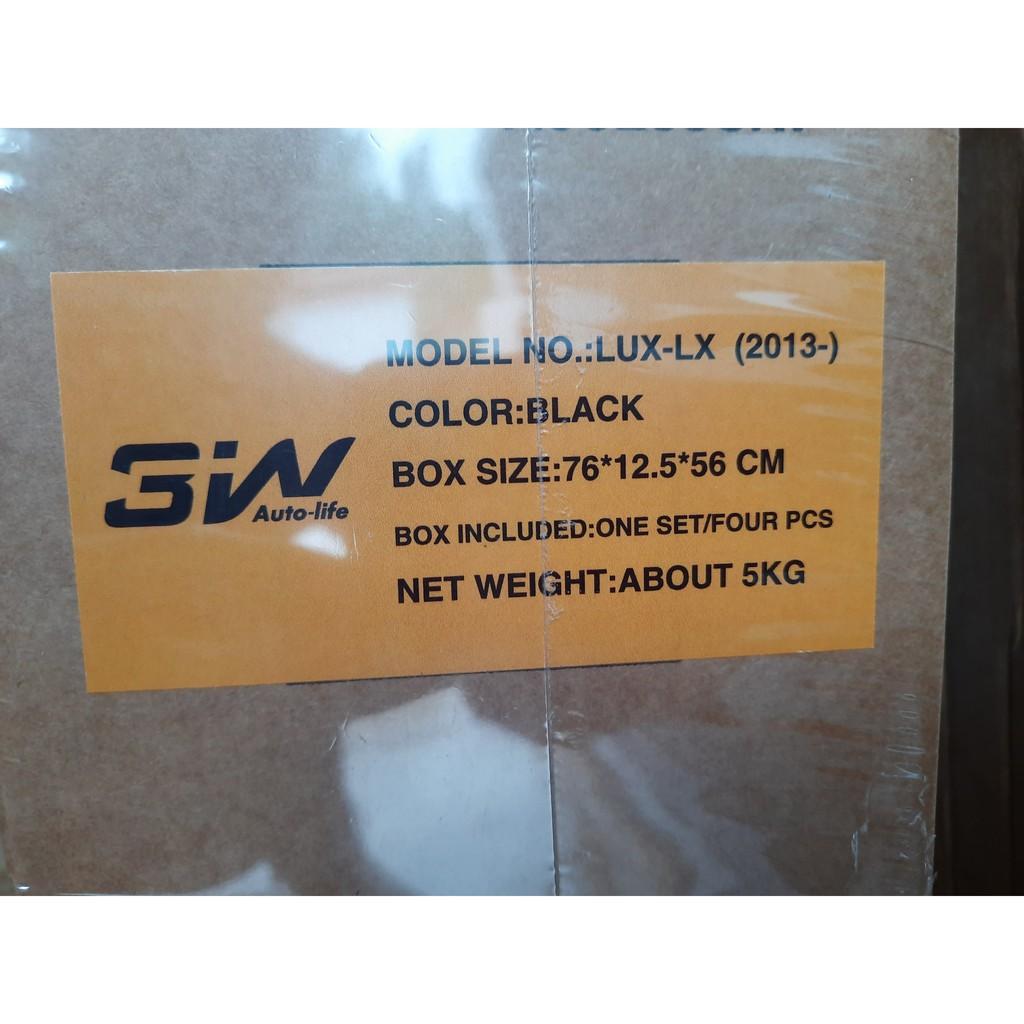 3W
Auto-life
MODEL NO.:LUX-LX (2013-)
COLOR:BLACK
BOX SIZE:76*12.5*56 CM
BOX INCLUDED:ONE SET/FOUR PCS
NET WEIGHT:ABOUT 5KG